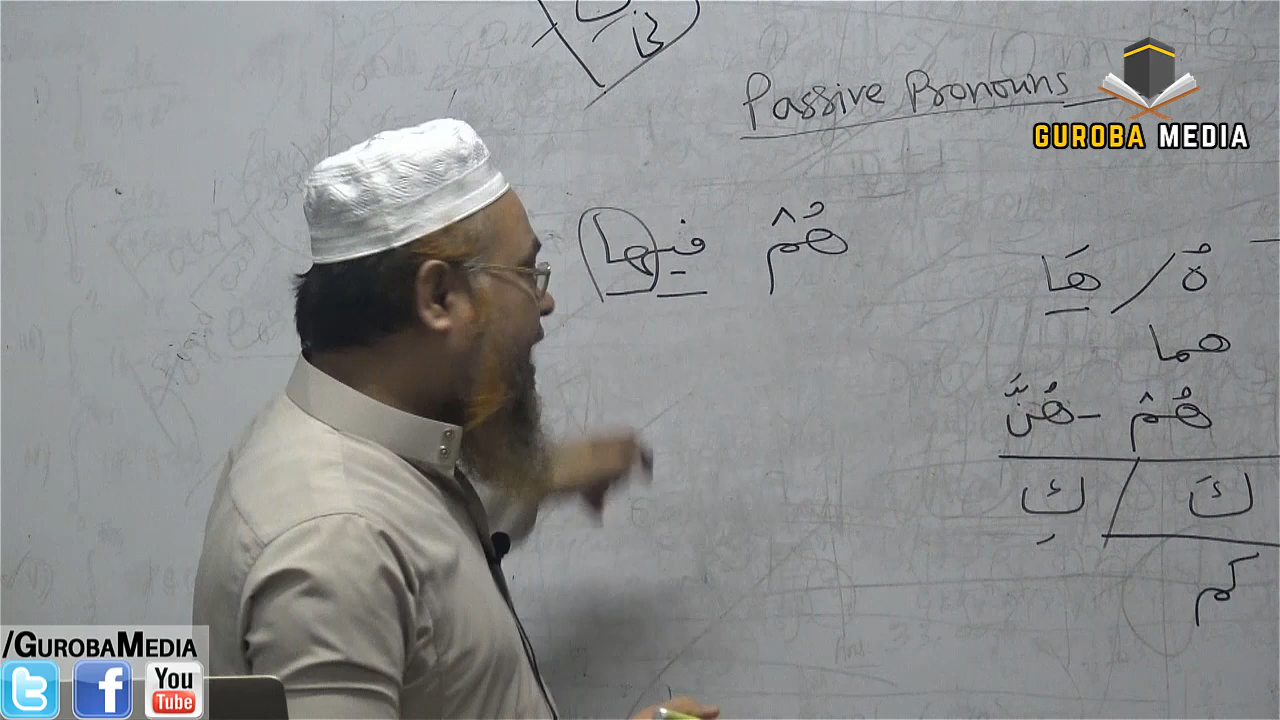 Passive Pronouns
GUROBA MEDIA
هُمْ فيها
هُ / هَا
هما
هُمْ - هُنَّ
كَ / كِ
كم
/GUROBAMEDIA
You
Tube